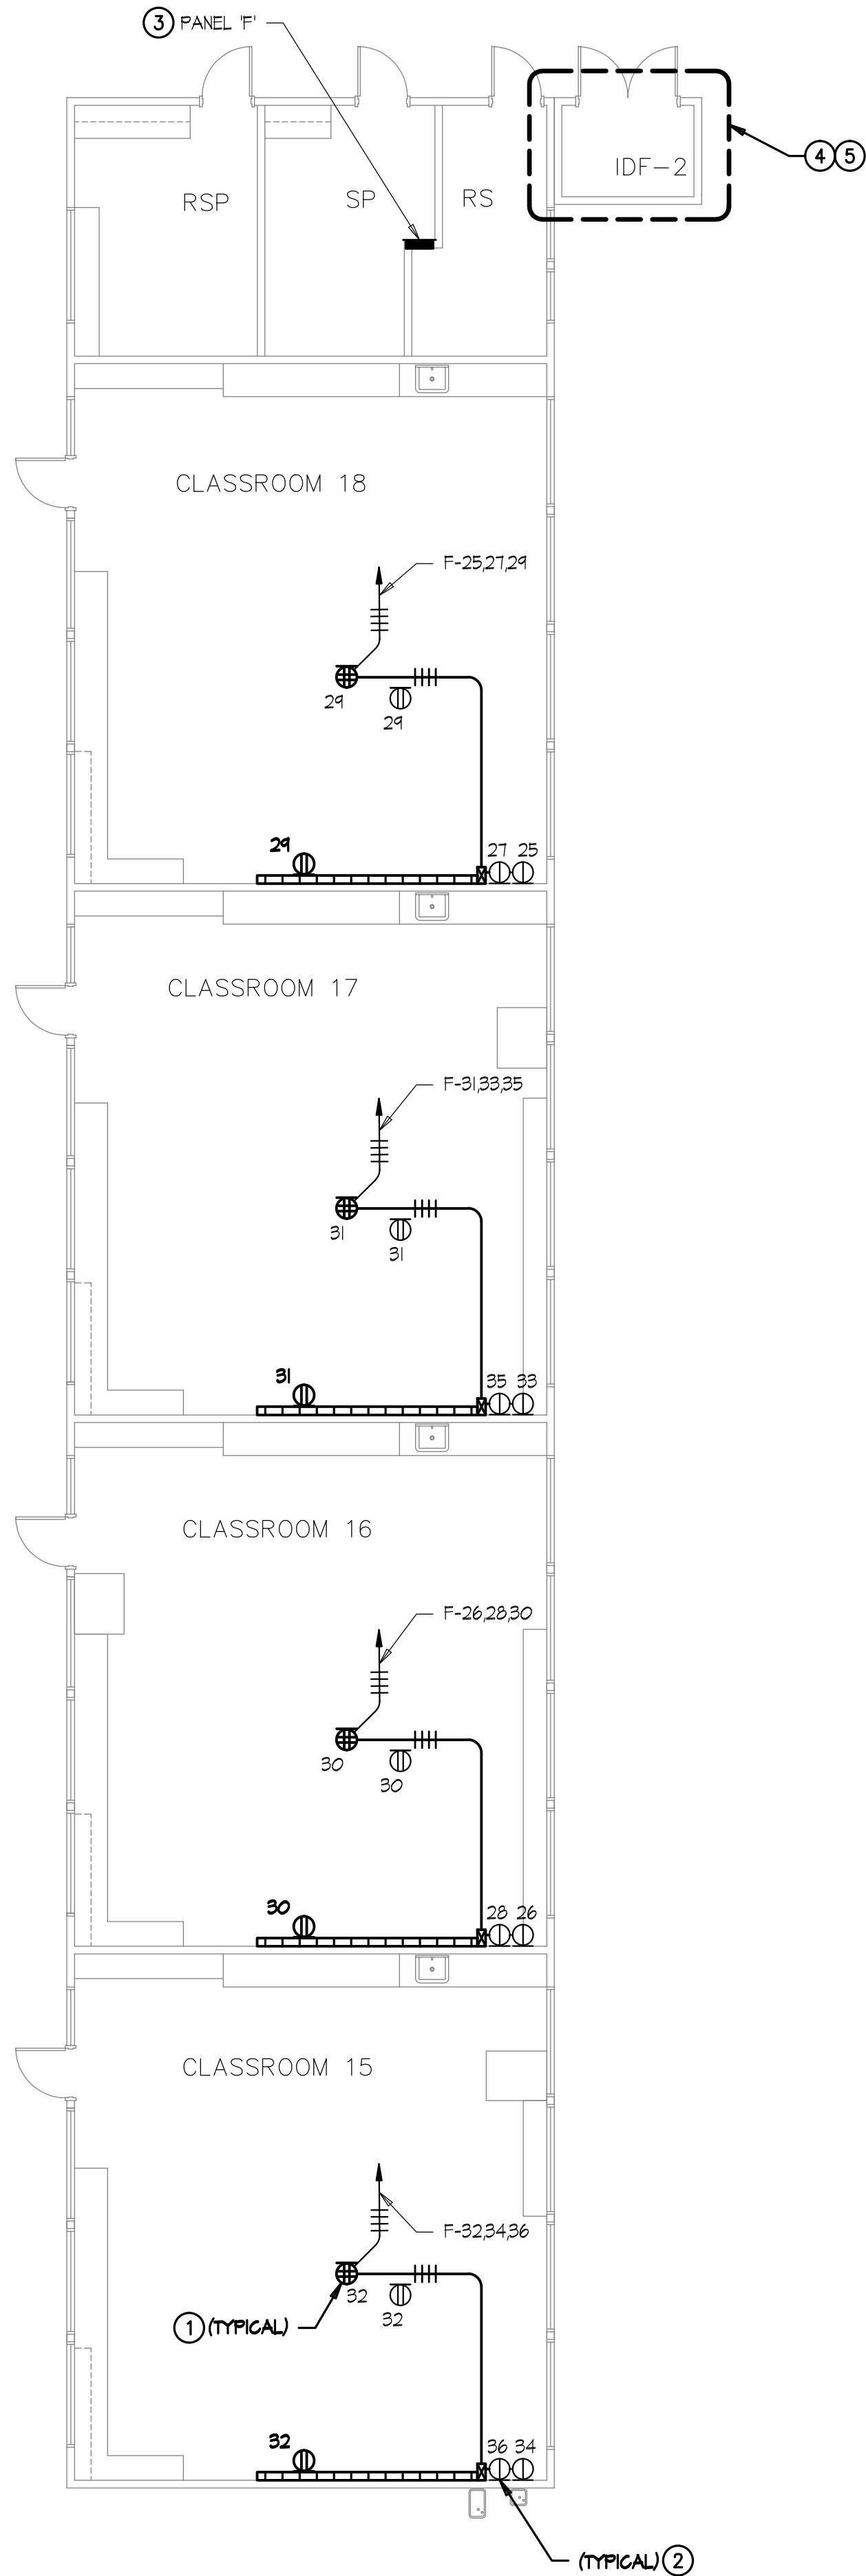 3 PANEL 'F'
4 5
IDF-2
RSP
SP
RS
CLASSROOM 18
F-25,27,29
29
29
29
27 25
CLASSROOM 17
F-31,33,35
31
31
31
35 33
CLASSROOM 16
F-26,28,30
30
30
30
28 26
CLASSROOM 15
F-32,34,36
32
32
1 (TYPICAL)
32
36 34
(TYPICAL) 2